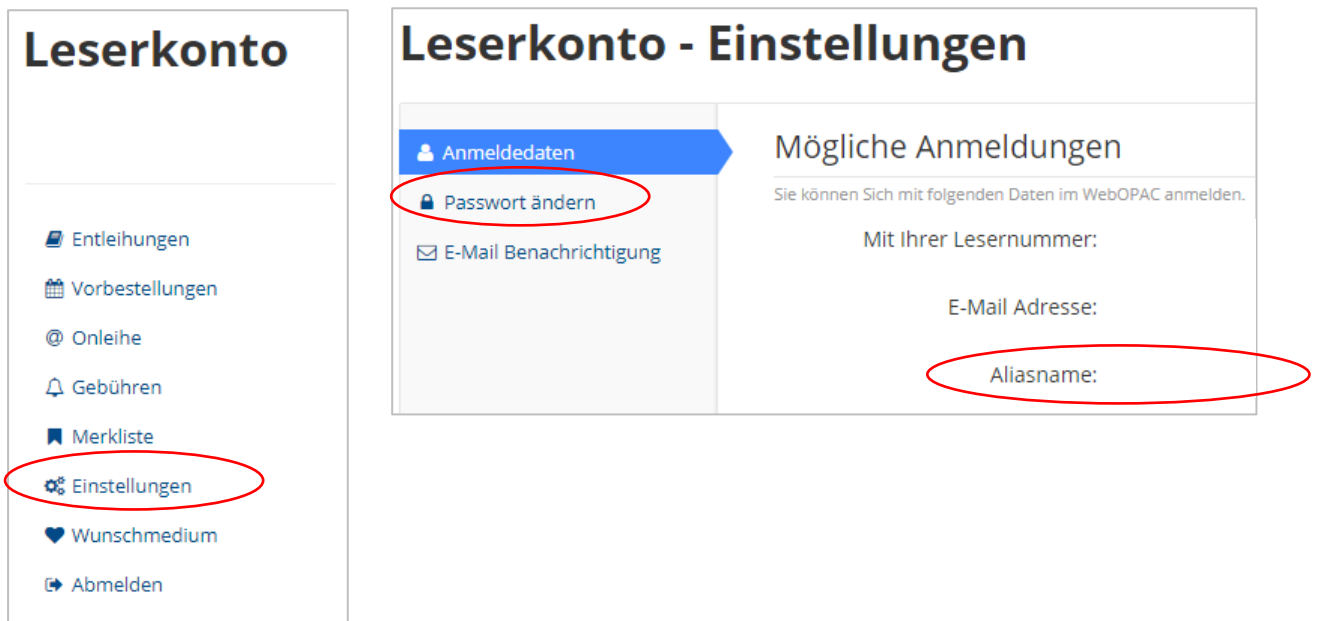 Leserkonto
Entleihungen
Vorbestellungen
@ Onleihe
Gebühren
Merkliste
Einstellungen
Wunschmedium
Abmelden
Leserkonto - Einstellungen
Anmeldedaten
Passwort ändern
E-Mail Benachrichtigung
Mögliche Anmeldungen
Sie können Sich mit folgenden Daten im WebOPAC anmelden.
Mit Ihrer Lesernummer:
E-Mail Adresse:
Aliasname: